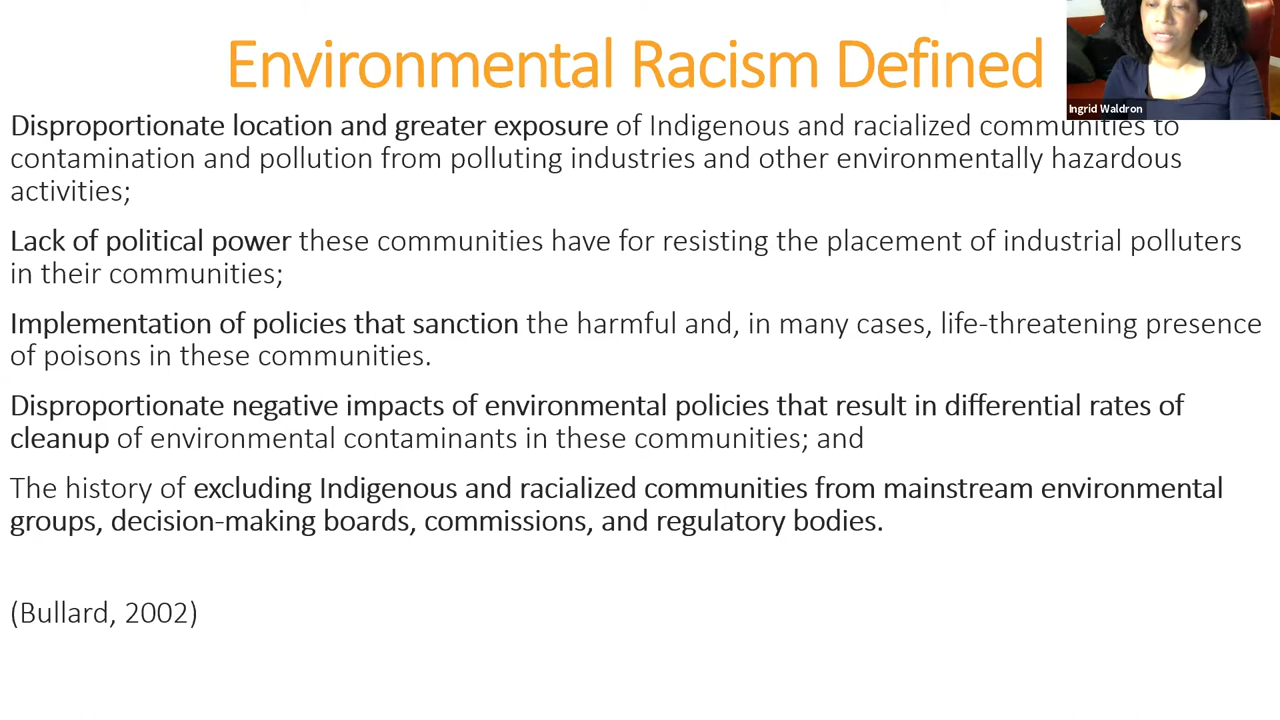 Environmental Racism Defined
Ingrid Waldron
Disproportionate location and greater exposure of Indigenous and racialized communities to
contamination and pollution from polluting industries and other environmentally hazardous
activities;
Lack of political power these communities have for resisting the placement of industrial polluters
in their communities;
Implementation of policies that sanction the harmful and, in many cases, life-threatening presence
of poisons in these communities.
Disproportionate negative impacts of environmental policies that result in differential rates of
cleanup of environmental contaminants in these communities; and
The history of excluding Indigenous and racialized communities from mainstream environmental
groups, decision-making boards, commissions, and regulatory bodies.
(Bullard, 2002)